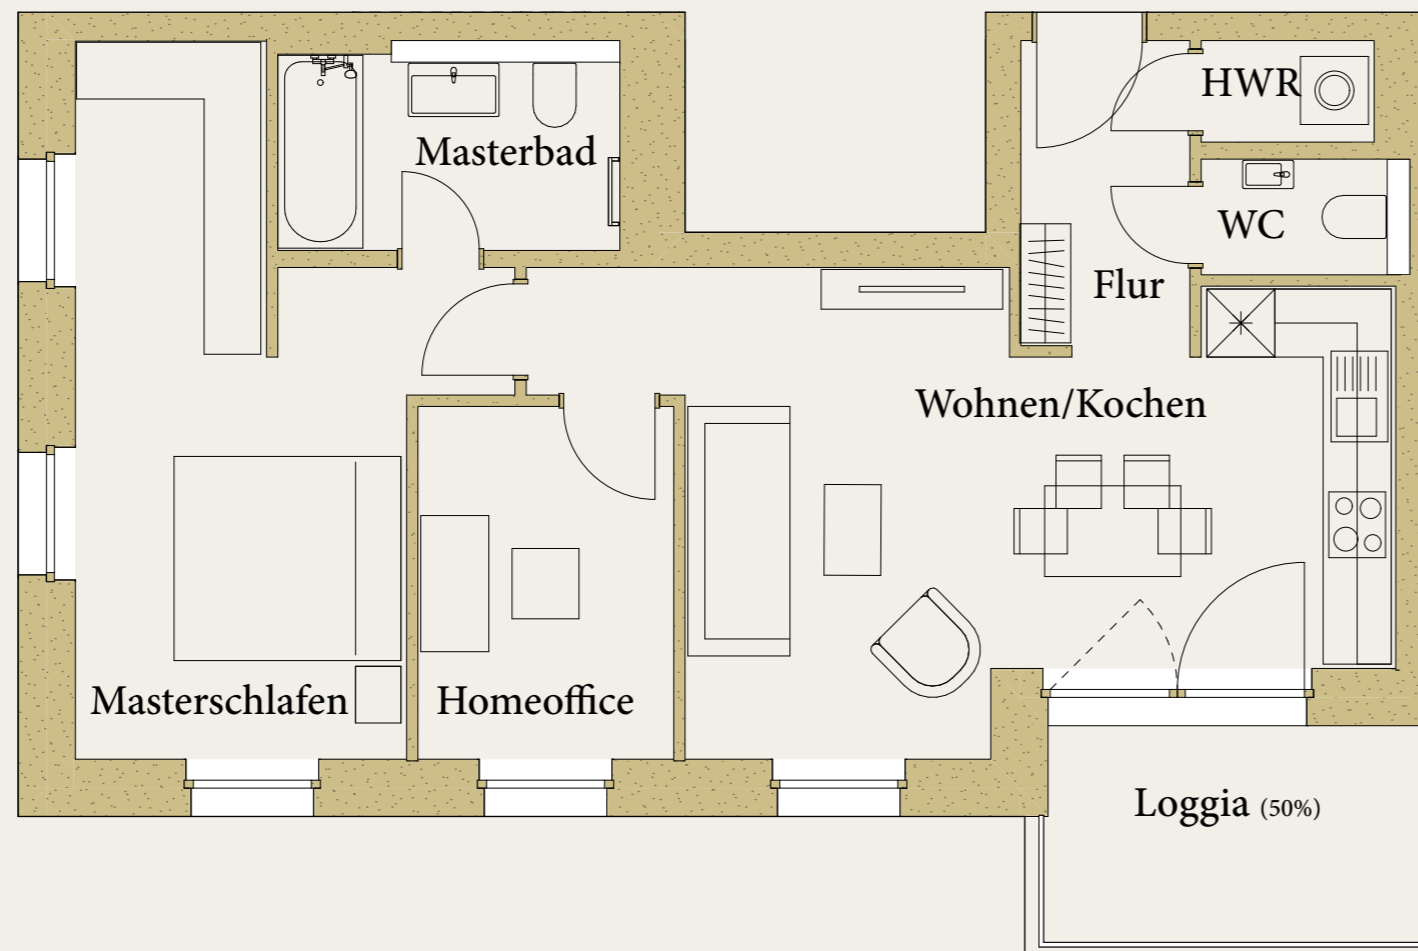 HWR
Masterbad
WC
Flur
Wohnen/Kochen
Masterschlafen
Homeoffice
Loggia (50%)